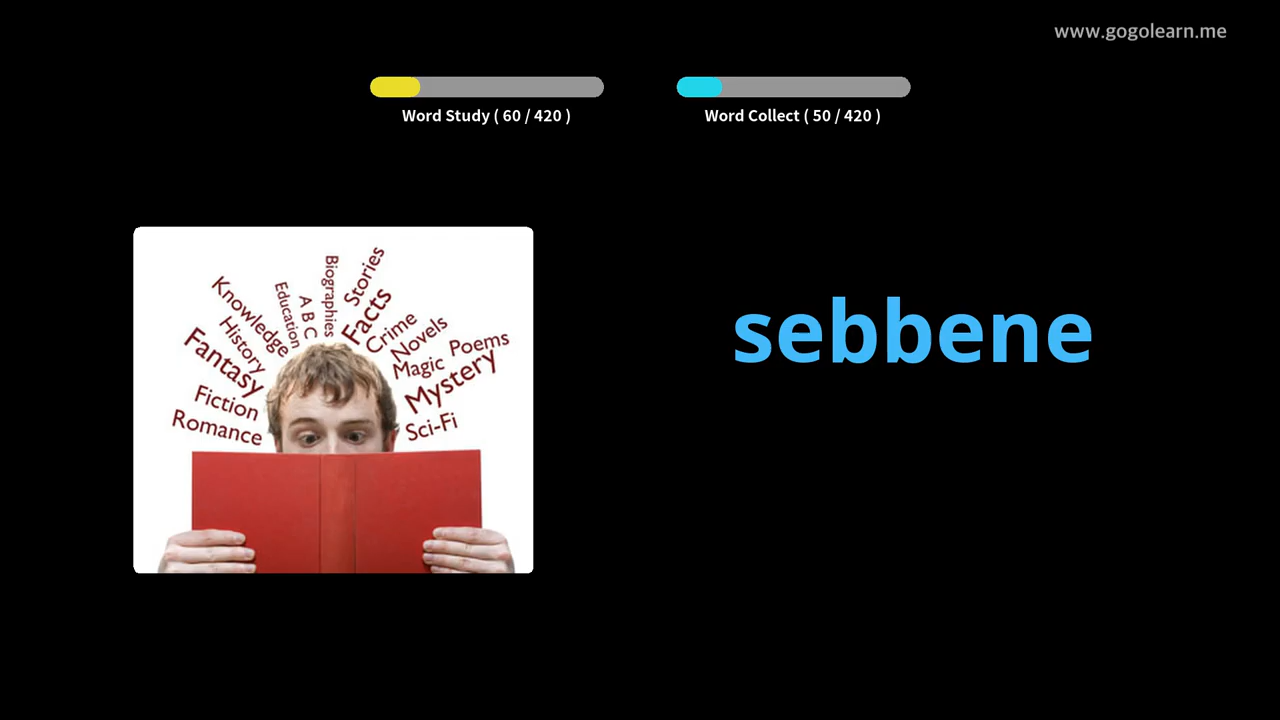 www.gogolearn.me
Word Study ( 60 / 420 )
Word Collect ( 50 / 420 )
sebbene
Biographies
Stories
Knowledge
Education
A B C
Facts
Crime
History
Novels
Fantasy
Magic
Poems
Mystery
Fiction
Romance
Sci-Fi